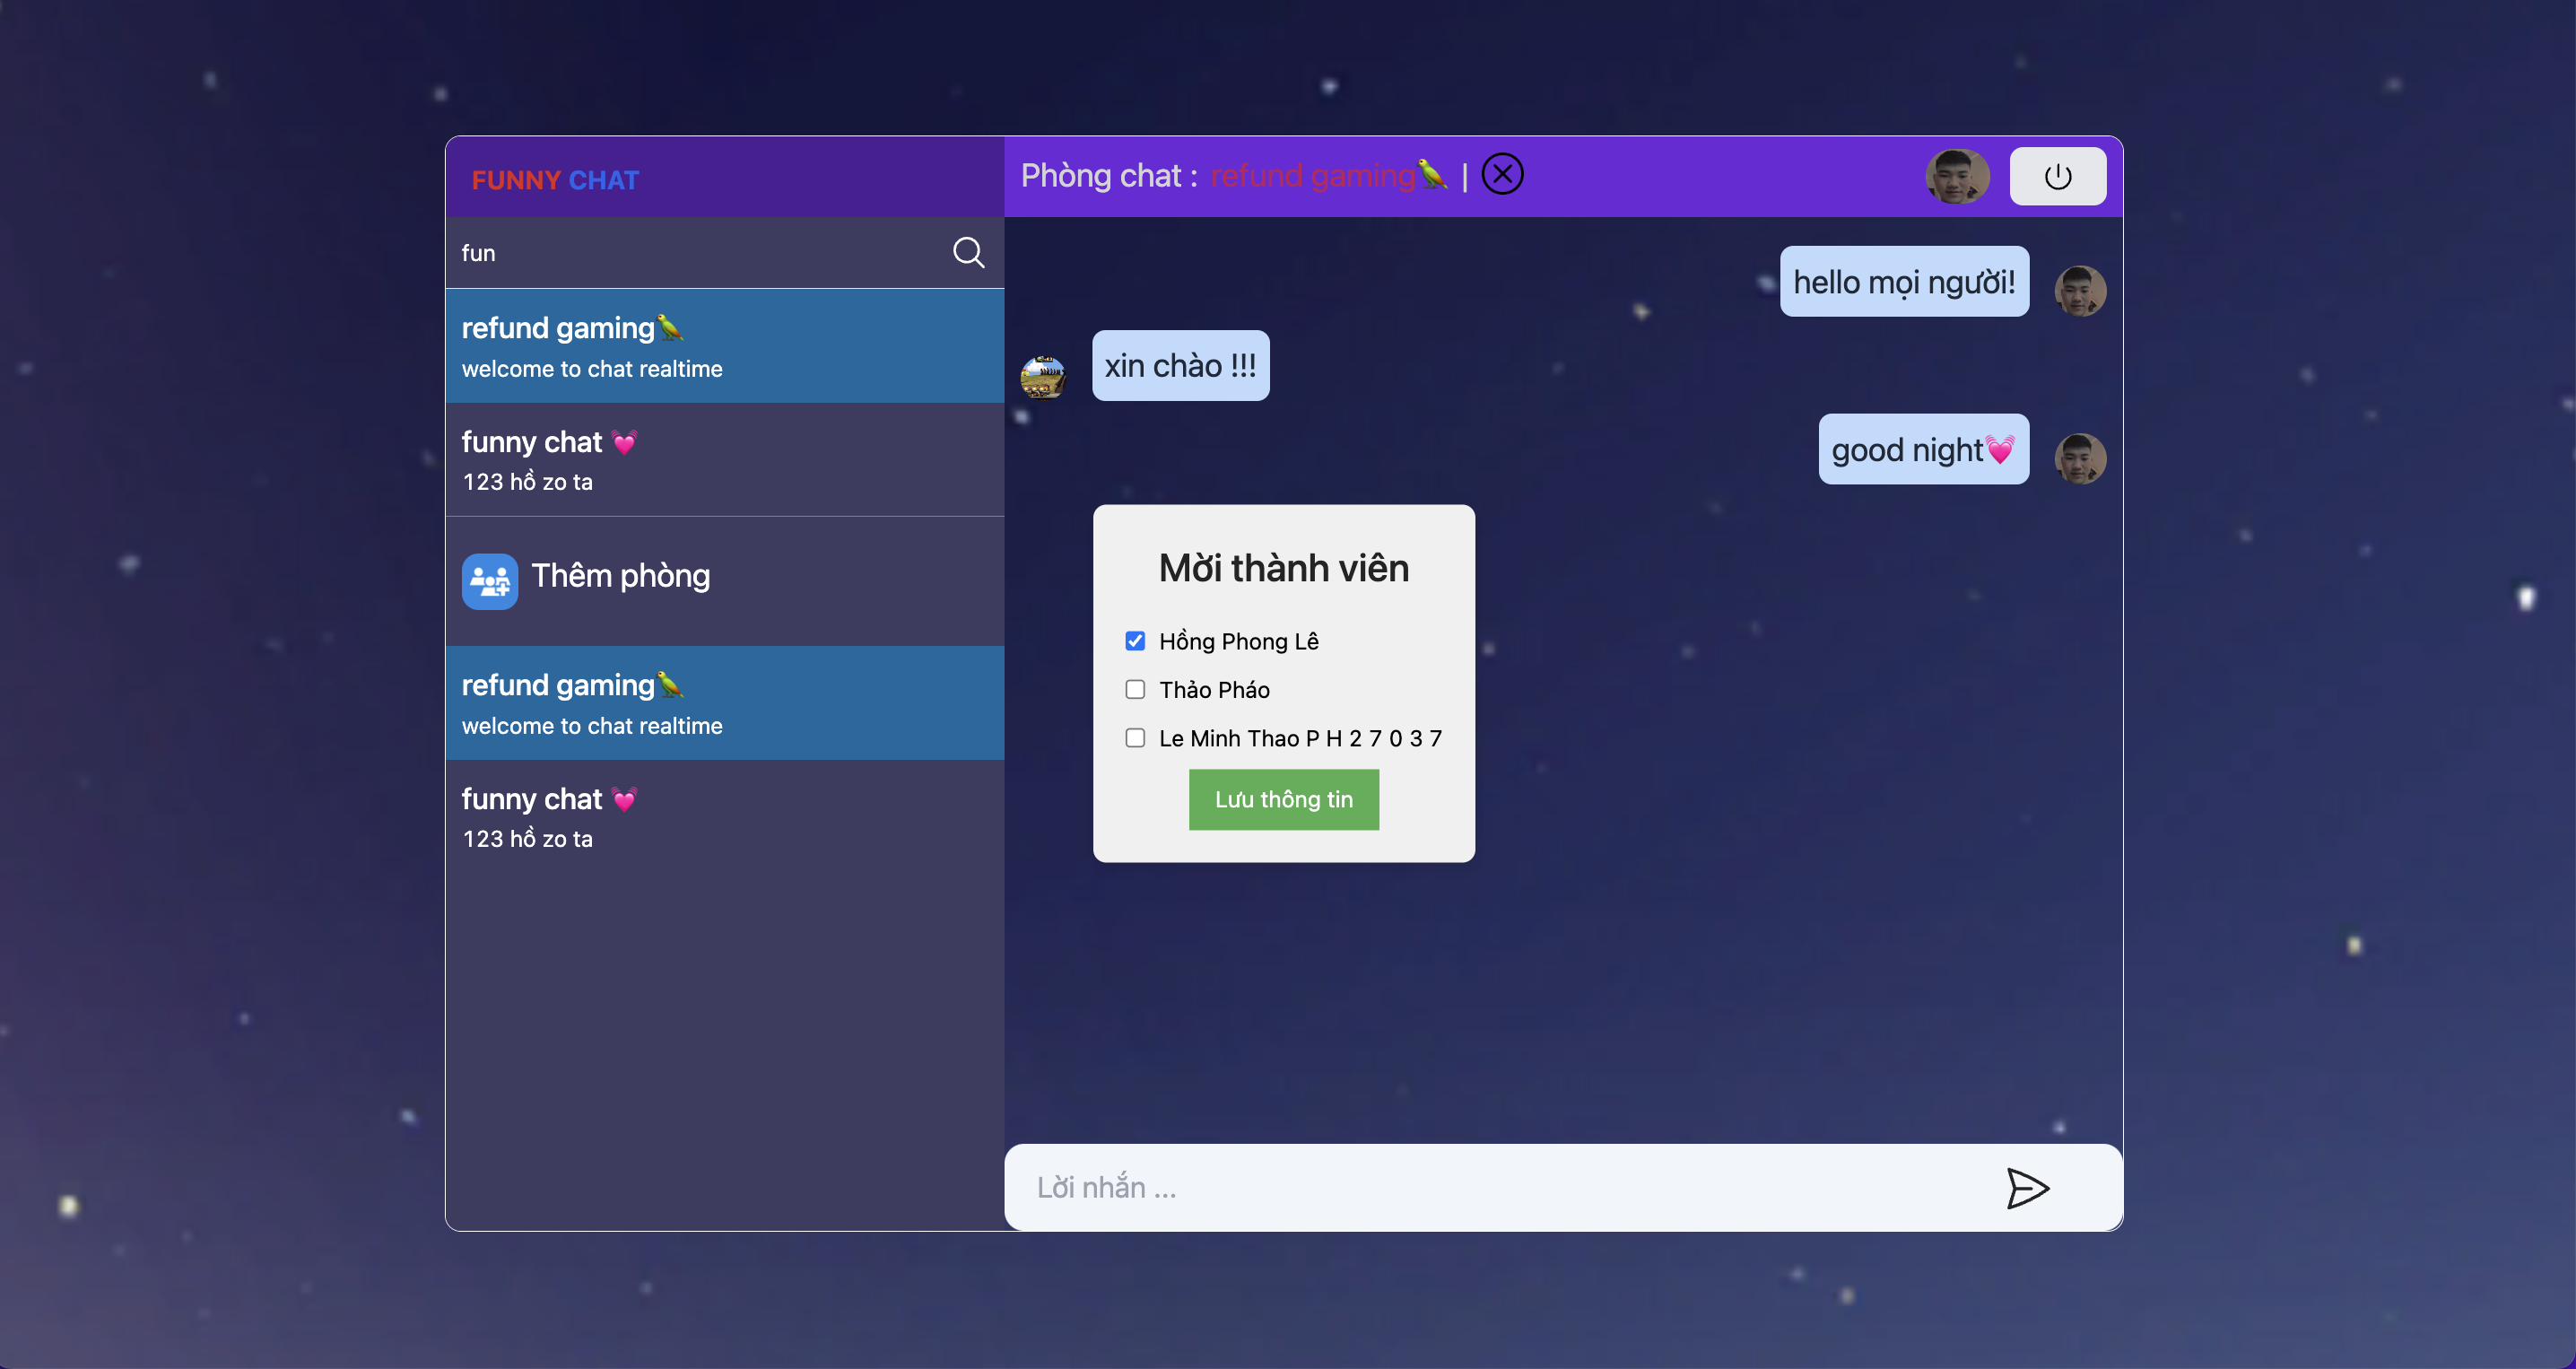 FUNNY CHAT
fun
refund gaming🦜
welcome to chat realtime
funny chat 💓
123 hồ zo ta
Thêm phòng
refund gaming🦜
welcome to chat realtime
funny chat 💓
123 hồ zo ta
Phòng chat : refund gaming🦜 |
hello mọi người!
xin chào !!!
good night💓
Mời thành viên
Hồng Phong Lê
Thảo Pháo
Le Minh Thao P H 2 7 0 3 7
Lưu thông tin
Lời nhắn ...